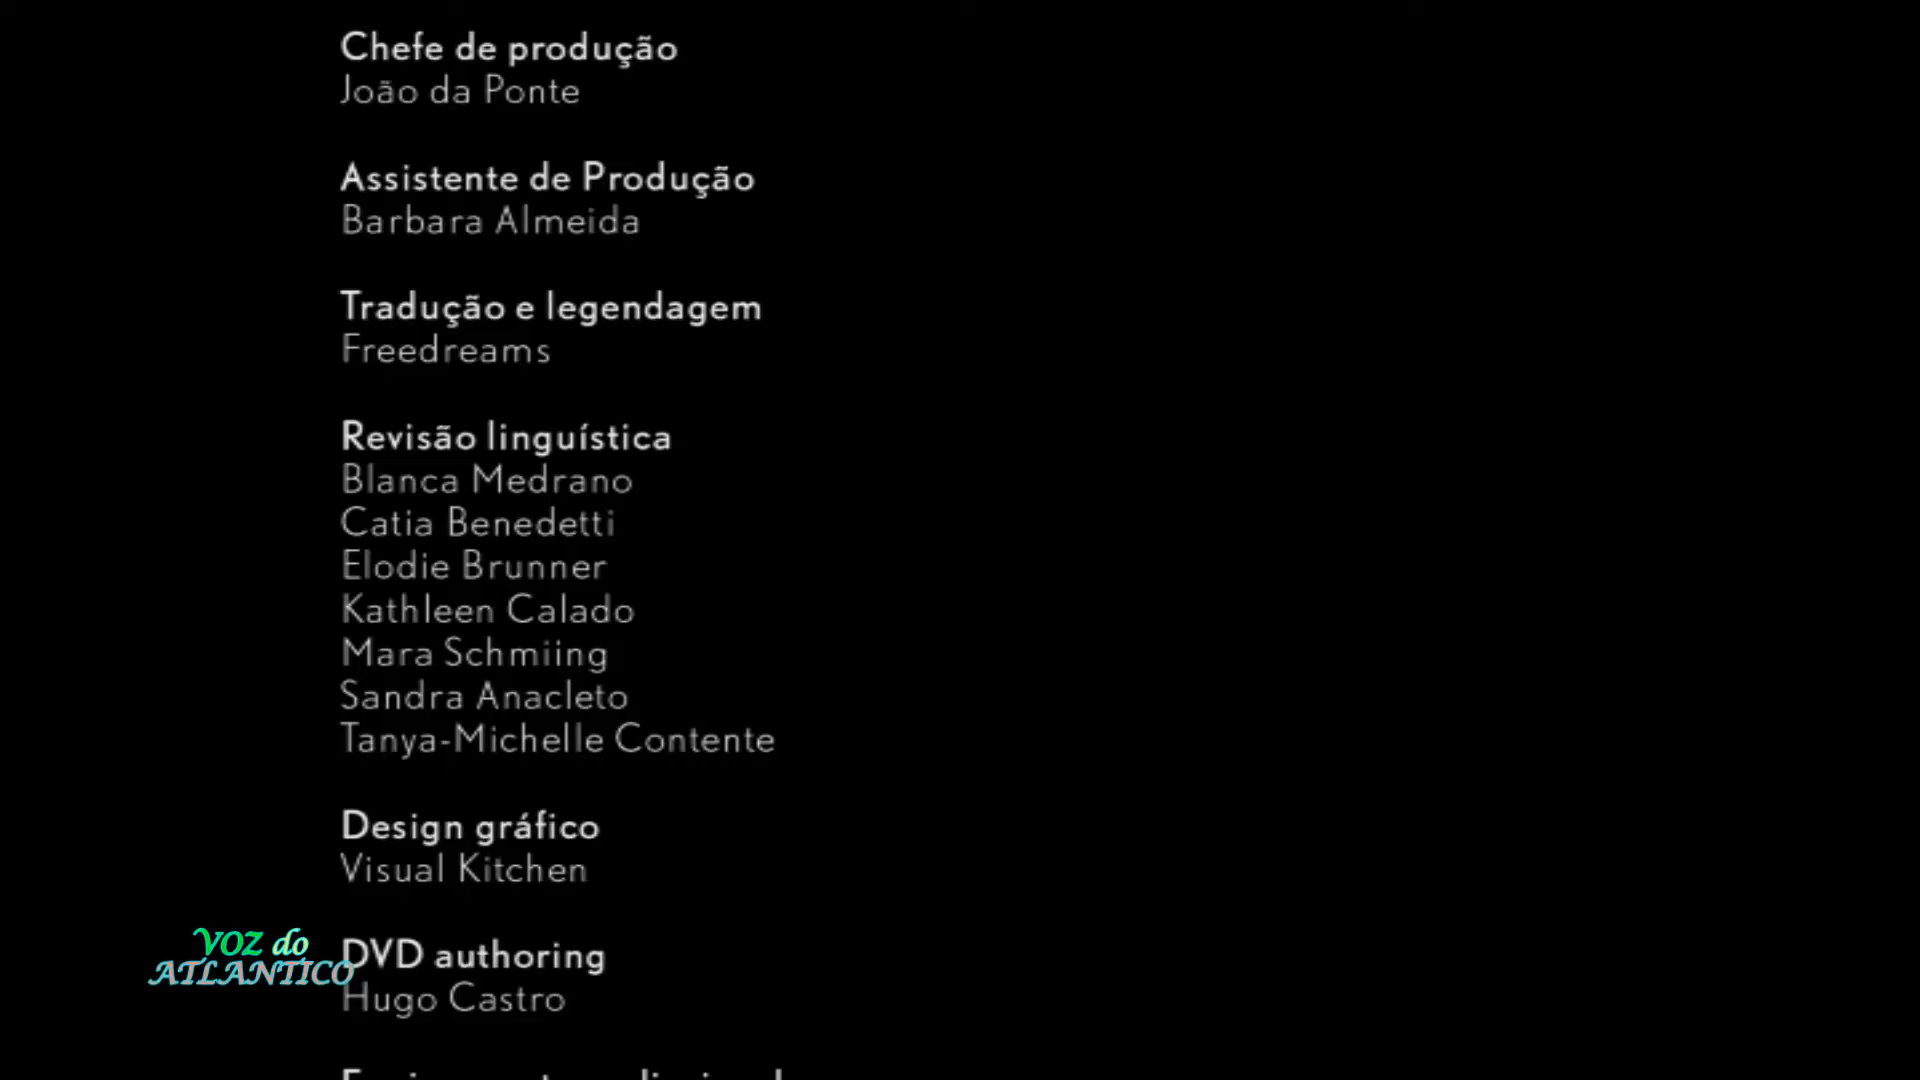 Chefe de produção
João da Ponte
Assistente de Produção
Barbara Almeida
Tradução e legendagem
Freedreams
Revisão linguística
Blanca Medrano
Catia Benedetti
Elodie Brunner
Kathleen Calado
Mara Schmiing
Sandra Anacleto
Tanya-Michelle Contente
Design gráfico
Visual Kitchen
VOZ do
ATLANTICO
DVD authoring
Hugo Castro